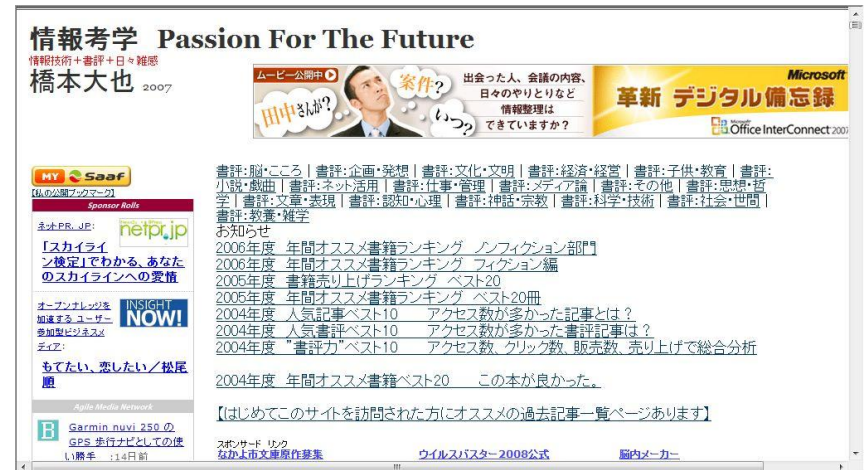 情報考学 Passion For The Future
情報技術+書評+日々雑感
橋本大也 2007
ムービー公開中
田中さんが?
案件?
いつ?
出会った人、会議の内容、
日々のやりとりなど
情報整理は
できていますか?
Microsoft
革新 デジタル備忘録
Office InterConnect 2007
MY Saaf
【私の公開ブックマーク】
Sponsor Rolls
ネットPR.JP:
netpr.jp
「スカイライ
ン検定」でわかる、あなた
のスカイラインへの愛情
オープンナレッジを
加速する ユーザー
参加型ビジネスメ
ディア:
INSIGHT
NOW!
もてたい、恋したい/松尾
順
Agile Media Network
Garmin nuvi 250 の
GPS 歩行ナビとしての使
い勝手 :14日前
書評:脳・こころ | 書評:企画・発想 | 書評:文化・文明 | 書評:経済・経営 | 書評:子供・教育 | 書評:
小説・戯曲 | 書評:ネット活用 | 書評:仕事・管理 | 書評:メディア論 | 書評:その他 | 書評:思想・哲
学 | 書評:文章・表現 | 書評:認知・心理 | 書評:神話・宗教 | 書評:科学・技術 | 書評:社会・世間 |
書評:教養・雑学
お知らせ
2006年度 年間オススメ書籍ランキング ノンフィクション部門
2006年度 年間オススメ書籍ランキング フィクション編
2005年度 書籍売り上げランキング ベスト20
2005年度 年間オススメ書籍ランキング ベスト20冊
2004年度 人気記事ベスト10 アクセス数が多かった記事とは?
2004年度 人気書評ベスト10 アクセス数が多かった書評記事は?
2004年度 "書評力"ベスト10 アクセス数、クリック数、販売数、売り上げで総合分析
2004年度 年間オススメ書籍ベスト20 この本が良かった。
【はじめてこのサイトを訪問された方にオススメの過去記事一覧ページあります】
スポンサード リンク
なかよ市文庫原作募集 ウイルスバスター2008公式 脳内メーカー